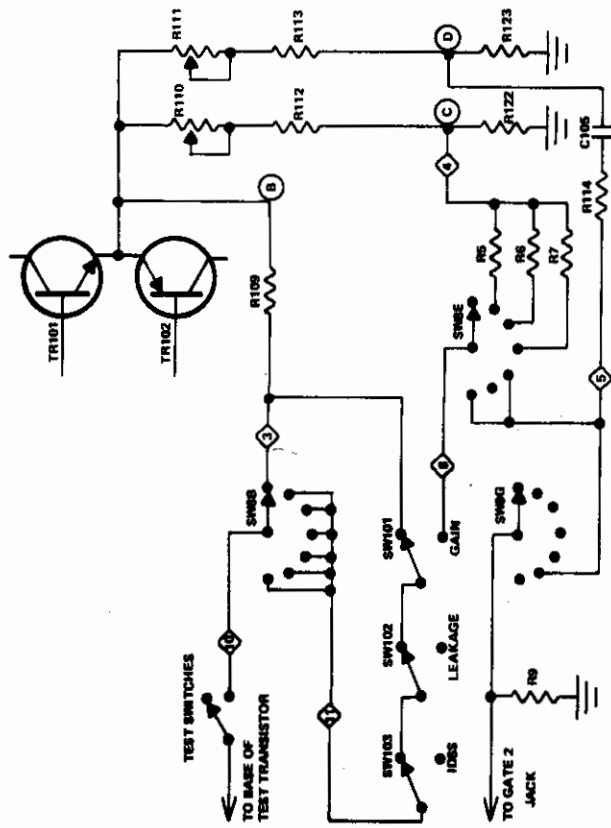 TEST SWITCHES
TO BASE OF
TEST TRANSISTOR
10
SW8B
3
11
R109
B
TR101
TR102
R110
R111
R112
R113
C
D
R122
R123
4
R5
R6
R7
SW8E
8
SW101
GAIN
SW102
LEAKAGE
SW103
IDSS
SW8G
5
R114
C105
R9
TO GATE 2
JACK